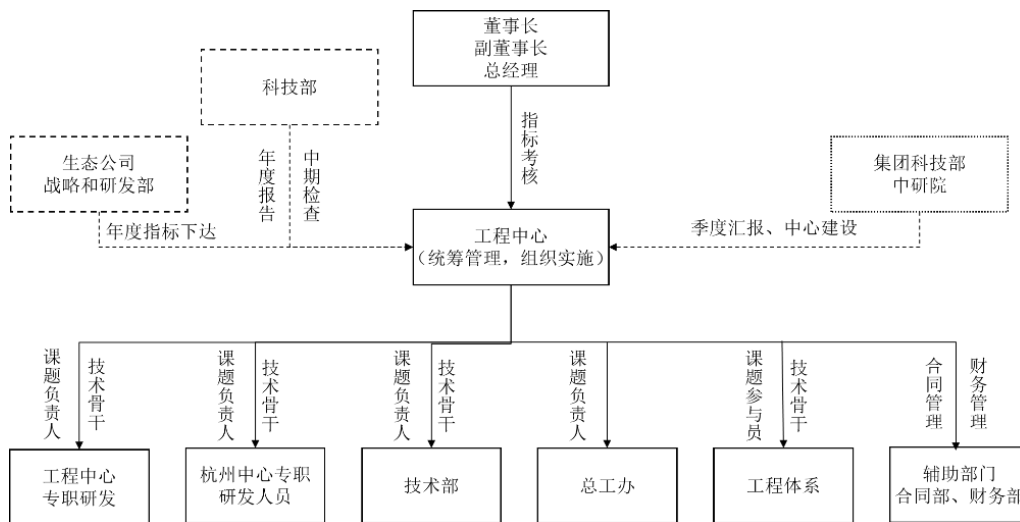 董事长
副董事长
总经理
科技部
生态公司
战略和研发部
年度报告
中期检查
指标考核
集团科技部
中研院
年度指标下达
季度汇报、中心建设
工程中心
（统筹管理，组织实施）
课题负责人
技术骨干
课题负责人
技术骨干
课题负责人
技术骨干
课题负责人
课题参与员
技术骨干
合同管理
财务管理
工程中心
专职研发
杭州中心专职
研发人员
技术部
总工办
工程体系
辅助部门
合同部、财务部